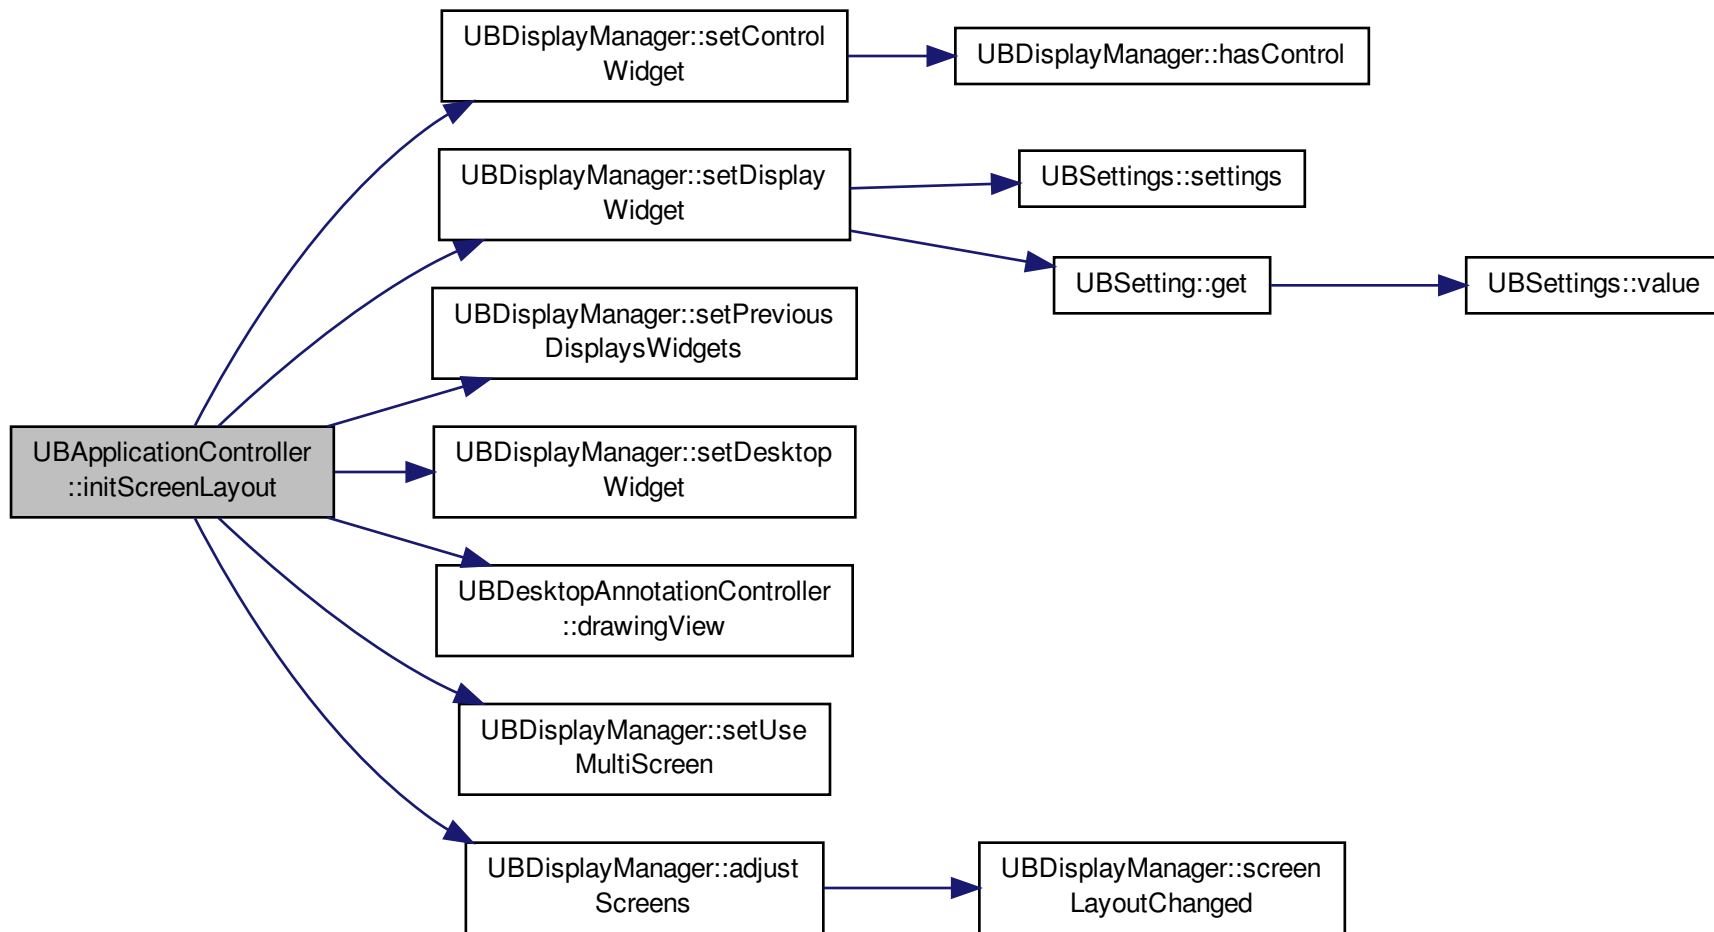 UBDisplayManager::setControl
Widget
UBDisplayManager::hasControl
UBDisplayManager::setDisplay
Widget
UBSettings::settings
UBSetting::get
UBSettings::value
UBDisplayManager::setPrevious
DisplaysWidgets
UBApplicationController
::initScreenLayout
UBDisplayManager::setDesktop
Widget
UBDesktopAnnotationController
::drawingView
UBDisplayManager::setUse
MultiScreen
UBDisplayManager::adjust
Screens
UBDisplayManager::screen
LayoutChanged